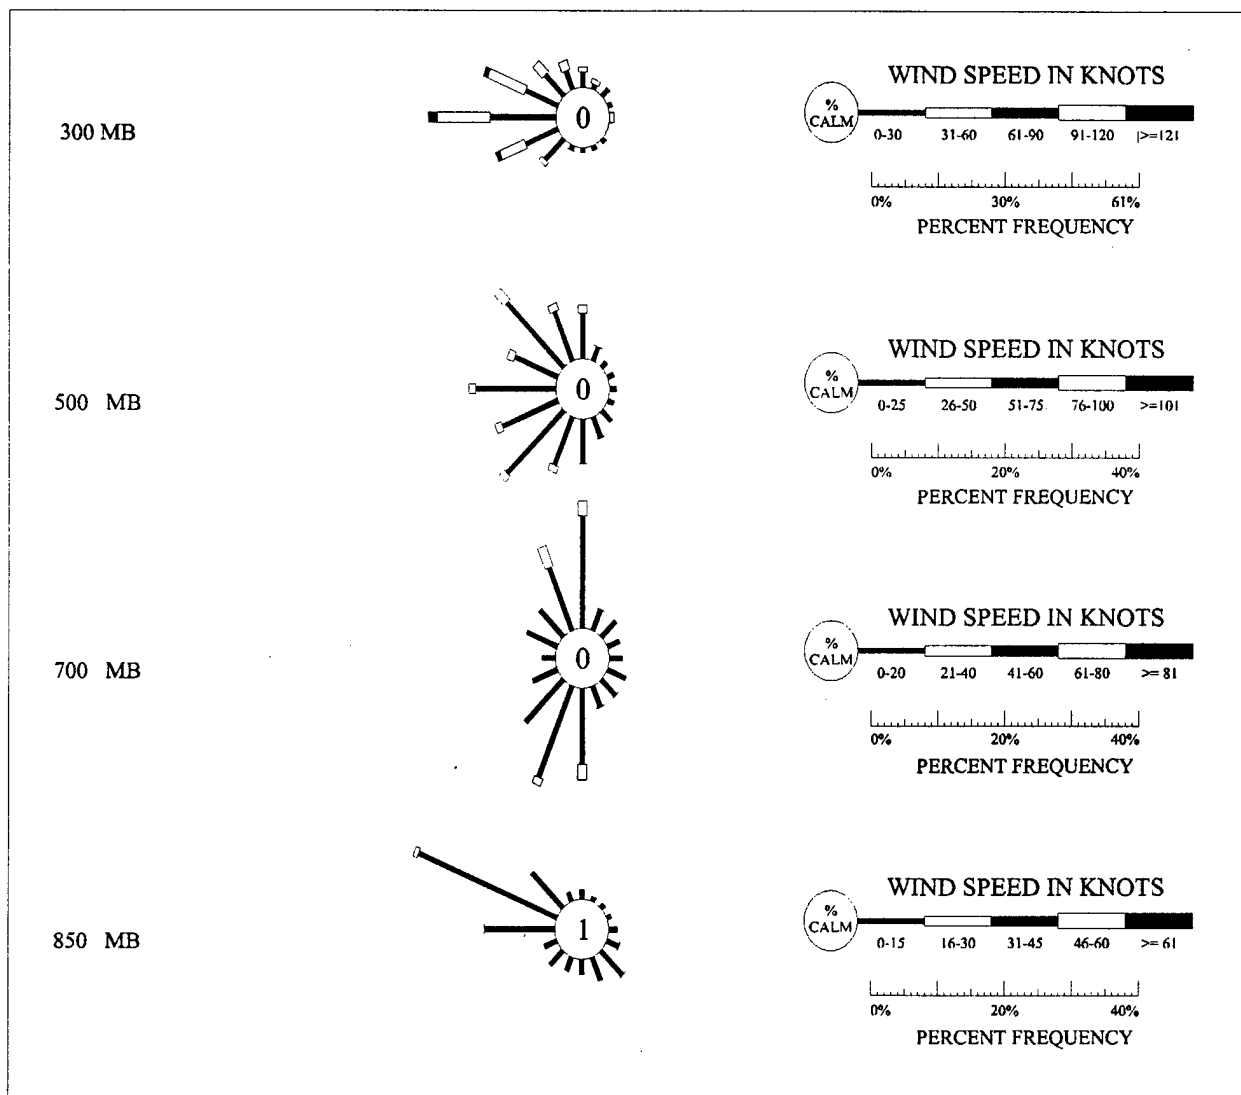 300 MB
0
WIND SPEED IN KNOTS
% CALM
0-30 31-60 61-90 91-120 |>=121
0% 30% 61%
PERCENT FREQUENCY
500 MB
0
WIND SPEED IN KNOTS
% CALM
0-25 26-50 51-75 76-100 >=101
0% 20% 40%
PERCENT FREQUENCY
700 MB
0
WIND SPEED IN KNOTS
% CALM
0-20 21-40 41-60 61-80 >= 81
0% 20% 40%
PERCENT FREQUENCY
850 MB
1
WIND SPEED IN KNOTS
% CALM
0-15 16-30 31-45 46-60 >= 61
0% 20% 40%
PERCENT FREQUENCY